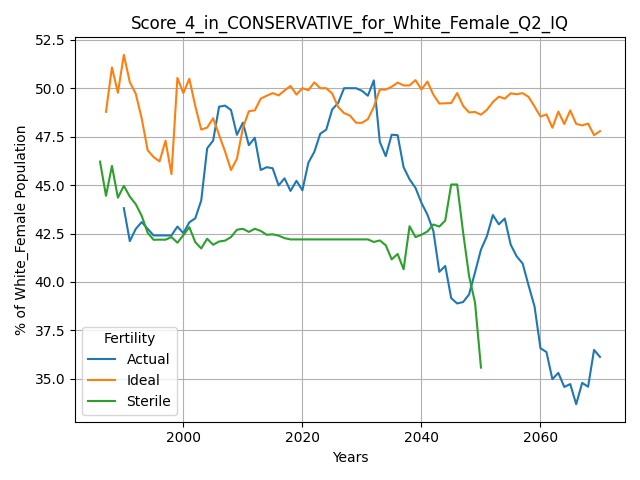 Score_4_in_CONSERVATIVE_for_White_Female_Q2_IQ
% of White_Female Population
52.5
50.0
47.5
45.0
42.5
40.0
37.5
35.0
Fertility
Actual
Ideal
Sterile
2000
2020
2040
2060
Years